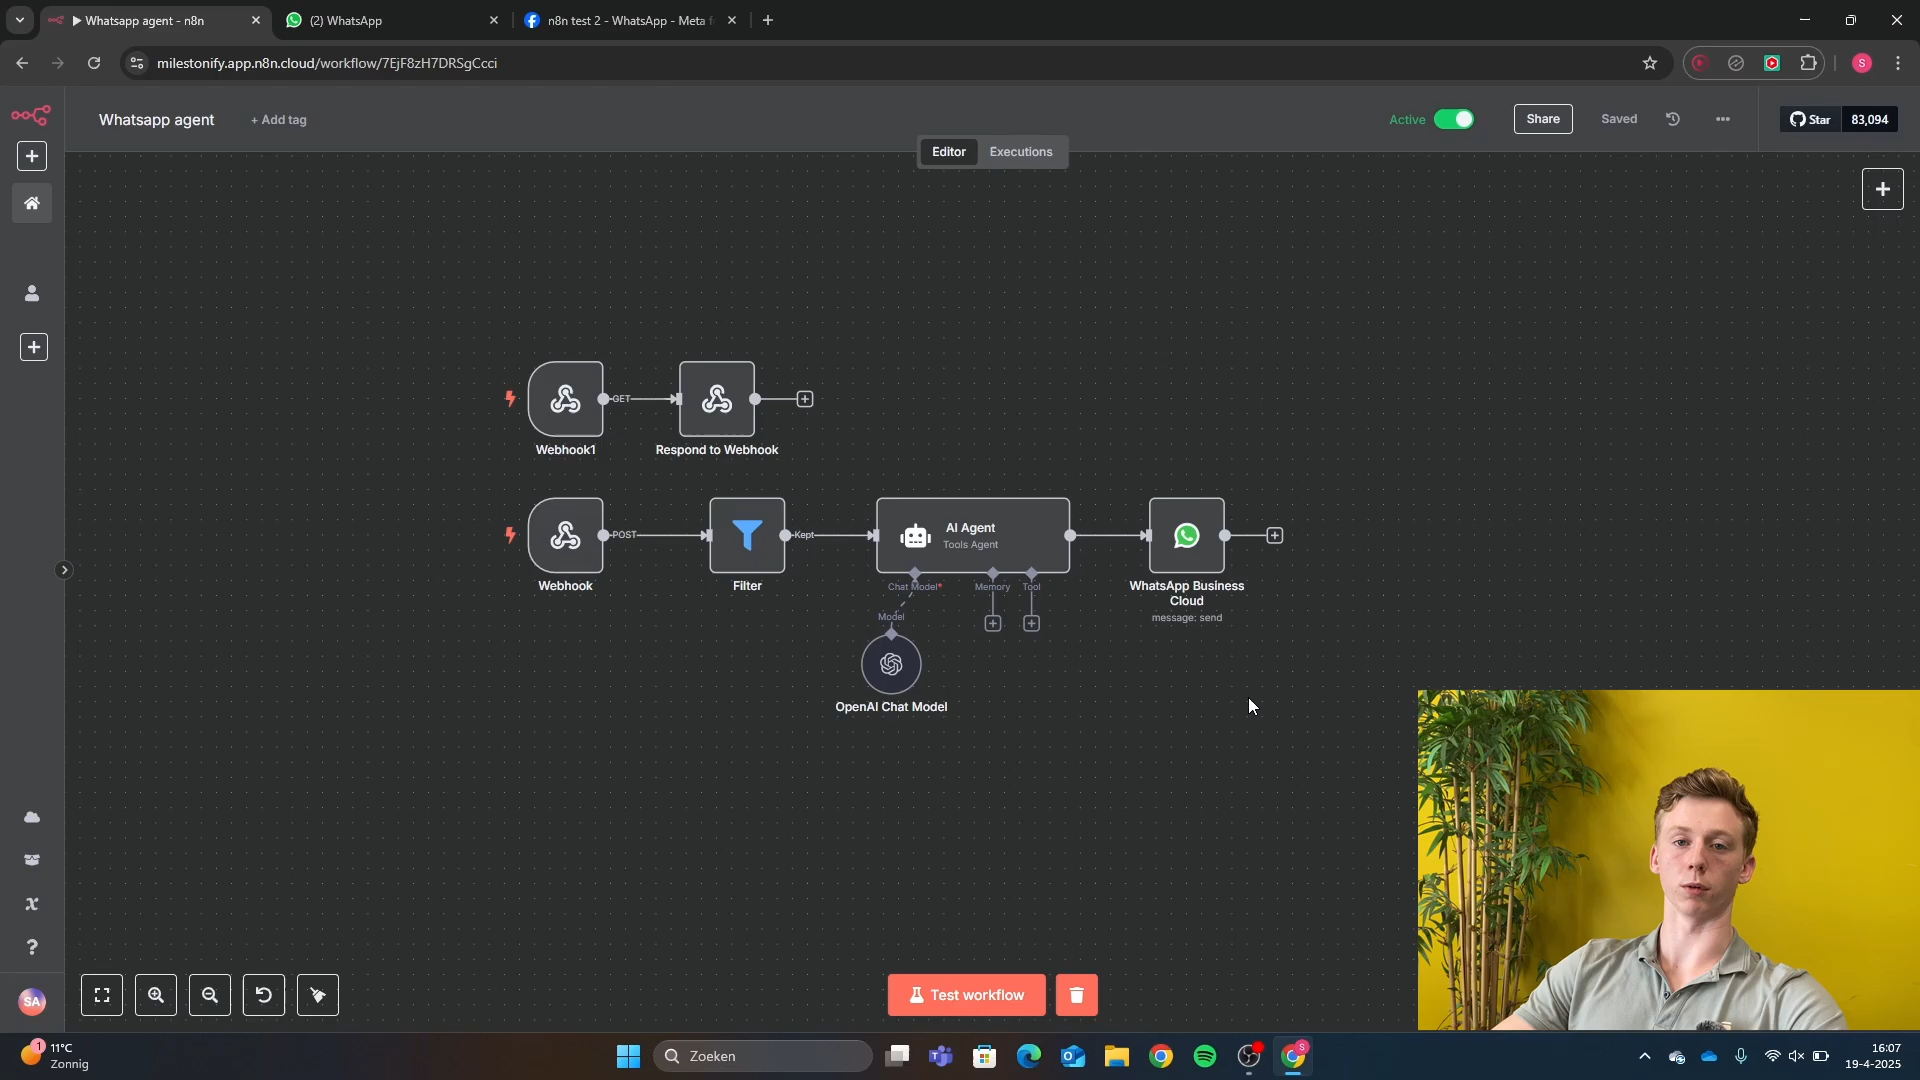 Whatsapp agent - n8n
(2) WhatsApp
n8n test 2 - WhatsApp - Meta f
milestonify.app.n8n.cloud/workflow/7EjF8zH7DRSgCcci
S
Whatsapp agent
+ Add tag
Active
Share
Saved
Star
83,094
Editor
Executions
GET
Webhook1
Respond to Webhook
POST
Kept
AI Agent
Tools Agent
Webhook
Filter
Chat Model*
Memory
Tool
WhatsApp Business
Cloud
message: send
Model
OpenAI Chat Model
SA
Test workflow
1
11°C
Zonnig
Zoeken
S
16:07
19-4-2025